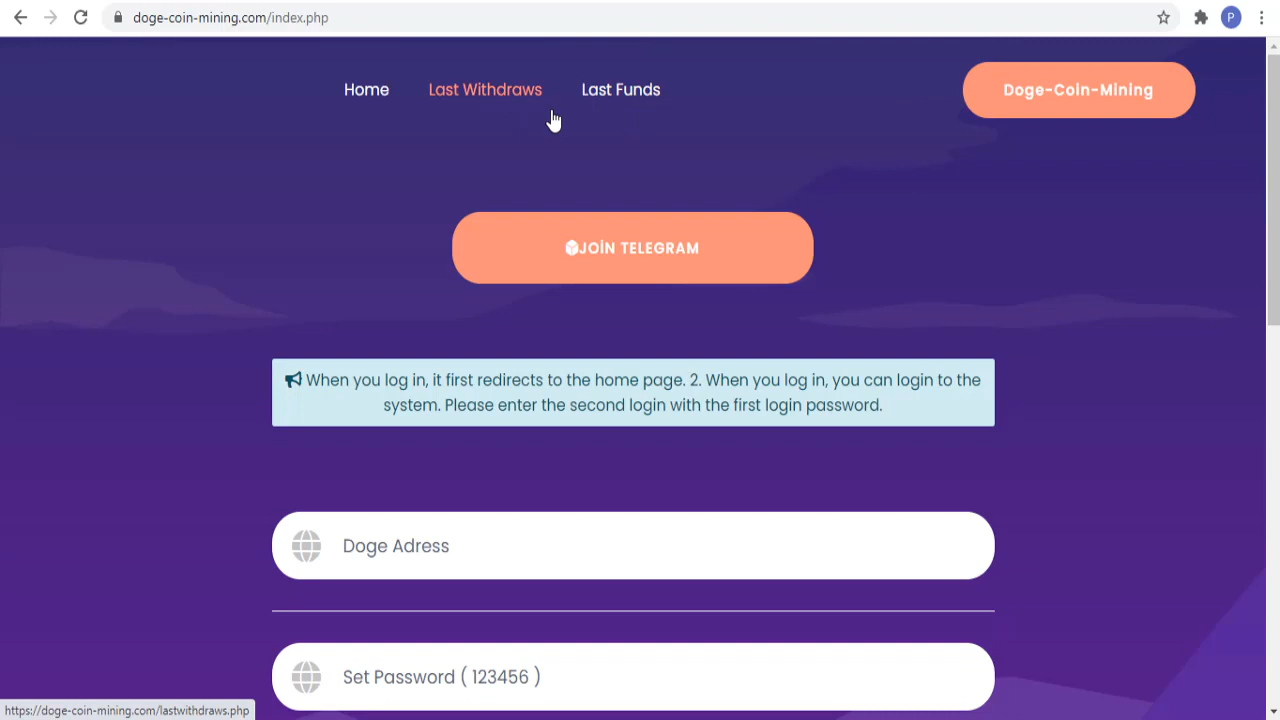 doge-coin-mining.com/index.php
P
Home Last Withdraws Last Funds Doge-Coin-Mining
JOİN TELEGRAM
When you log in, it first redirects to the home page. 2. When you log in, you can login to the
system. Please enter the second login with the first login password.
Doge Adress
Set Password ( 123456 )
https://doge-coin-mining.com/lastwithdraws.php